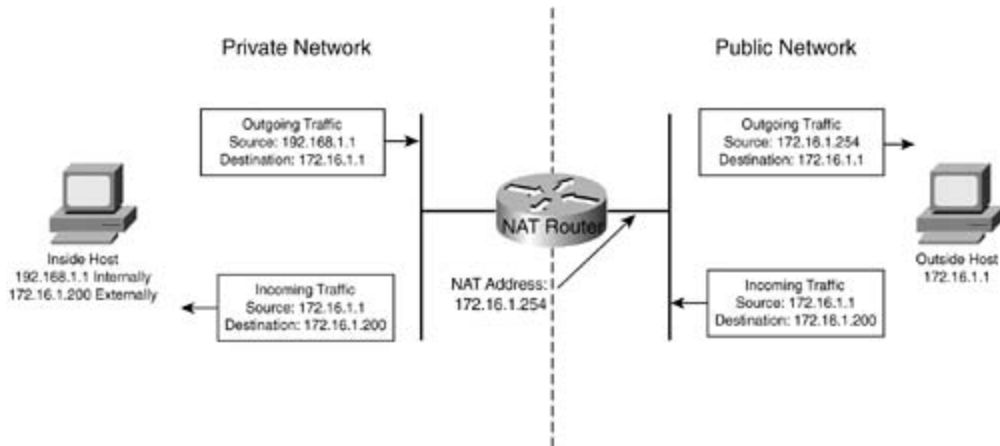 Private Network
Public Network
Outgoing Traffic
Source: 192.168.1.1
Destination: 172.16.1.1
Outgoing Traffic
Source: 172.16.1.254
Destination: 172.16.1.1
NAT Router
Inside Host
192.168.1.1 Internally
172.16.1.200 Externally
Outside Host
172.16.1.1
NAT Address:
172.16.1.254
Incoming Traffic
Source: 172.16.1.1
Destination: 172.16.1.200
Incoming Traffic
Source: 172.16.1.1
Destination: 172.16.1.200